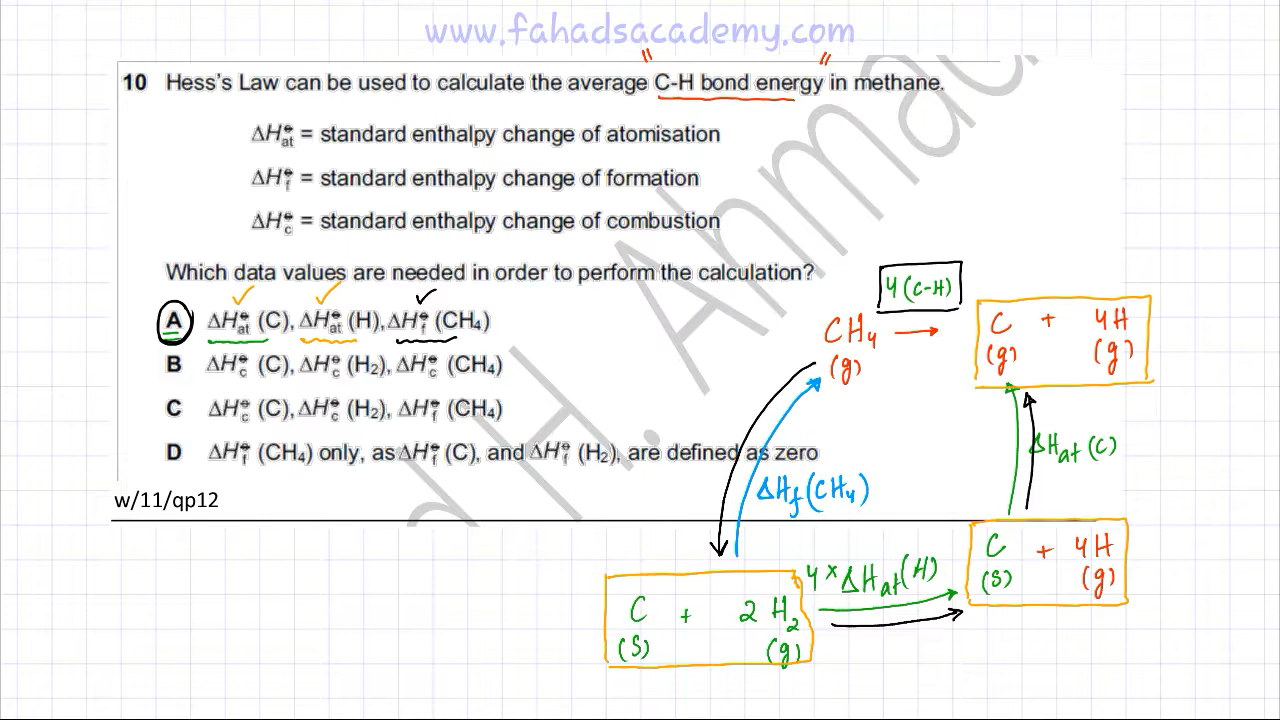 www.fahadsacademy.com
10 Hess's Law can be used to calculate the average "C-H bond energy" in methane.
ΔH⦵at = standard enthalpy change of atomisation
ΔH⦵f = standard enthalpy change of formation
ΔH⦵c = standard enthalpy change of combustion
Which data values are needed in order to perform the calculation?
A ΔH⦵at (C), ΔH⦵at (H), ΔH⦵f (CH₄)
B ΔH⦵c (C), ΔH⦵c (H₂), ΔH⦵c (CH₄)
C ΔH⦵c (C), ΔH⦵c (H₂), ΔH⦵f (CH₄)
D ΔH⦵f (CH₄) only, as ΔH⦵f (C), and ΔH⦵f (H₂), are defined as zero
w/11/qp12
4(C-H)
CH₄ → C + 4H
(g) (g) (g)
ΔHat(C)
ΔHf(CH₄)
C + 4H
(s) (g)
4×ΔHat(H)
C + 2H₂
(s) (g)
H. Ahmad